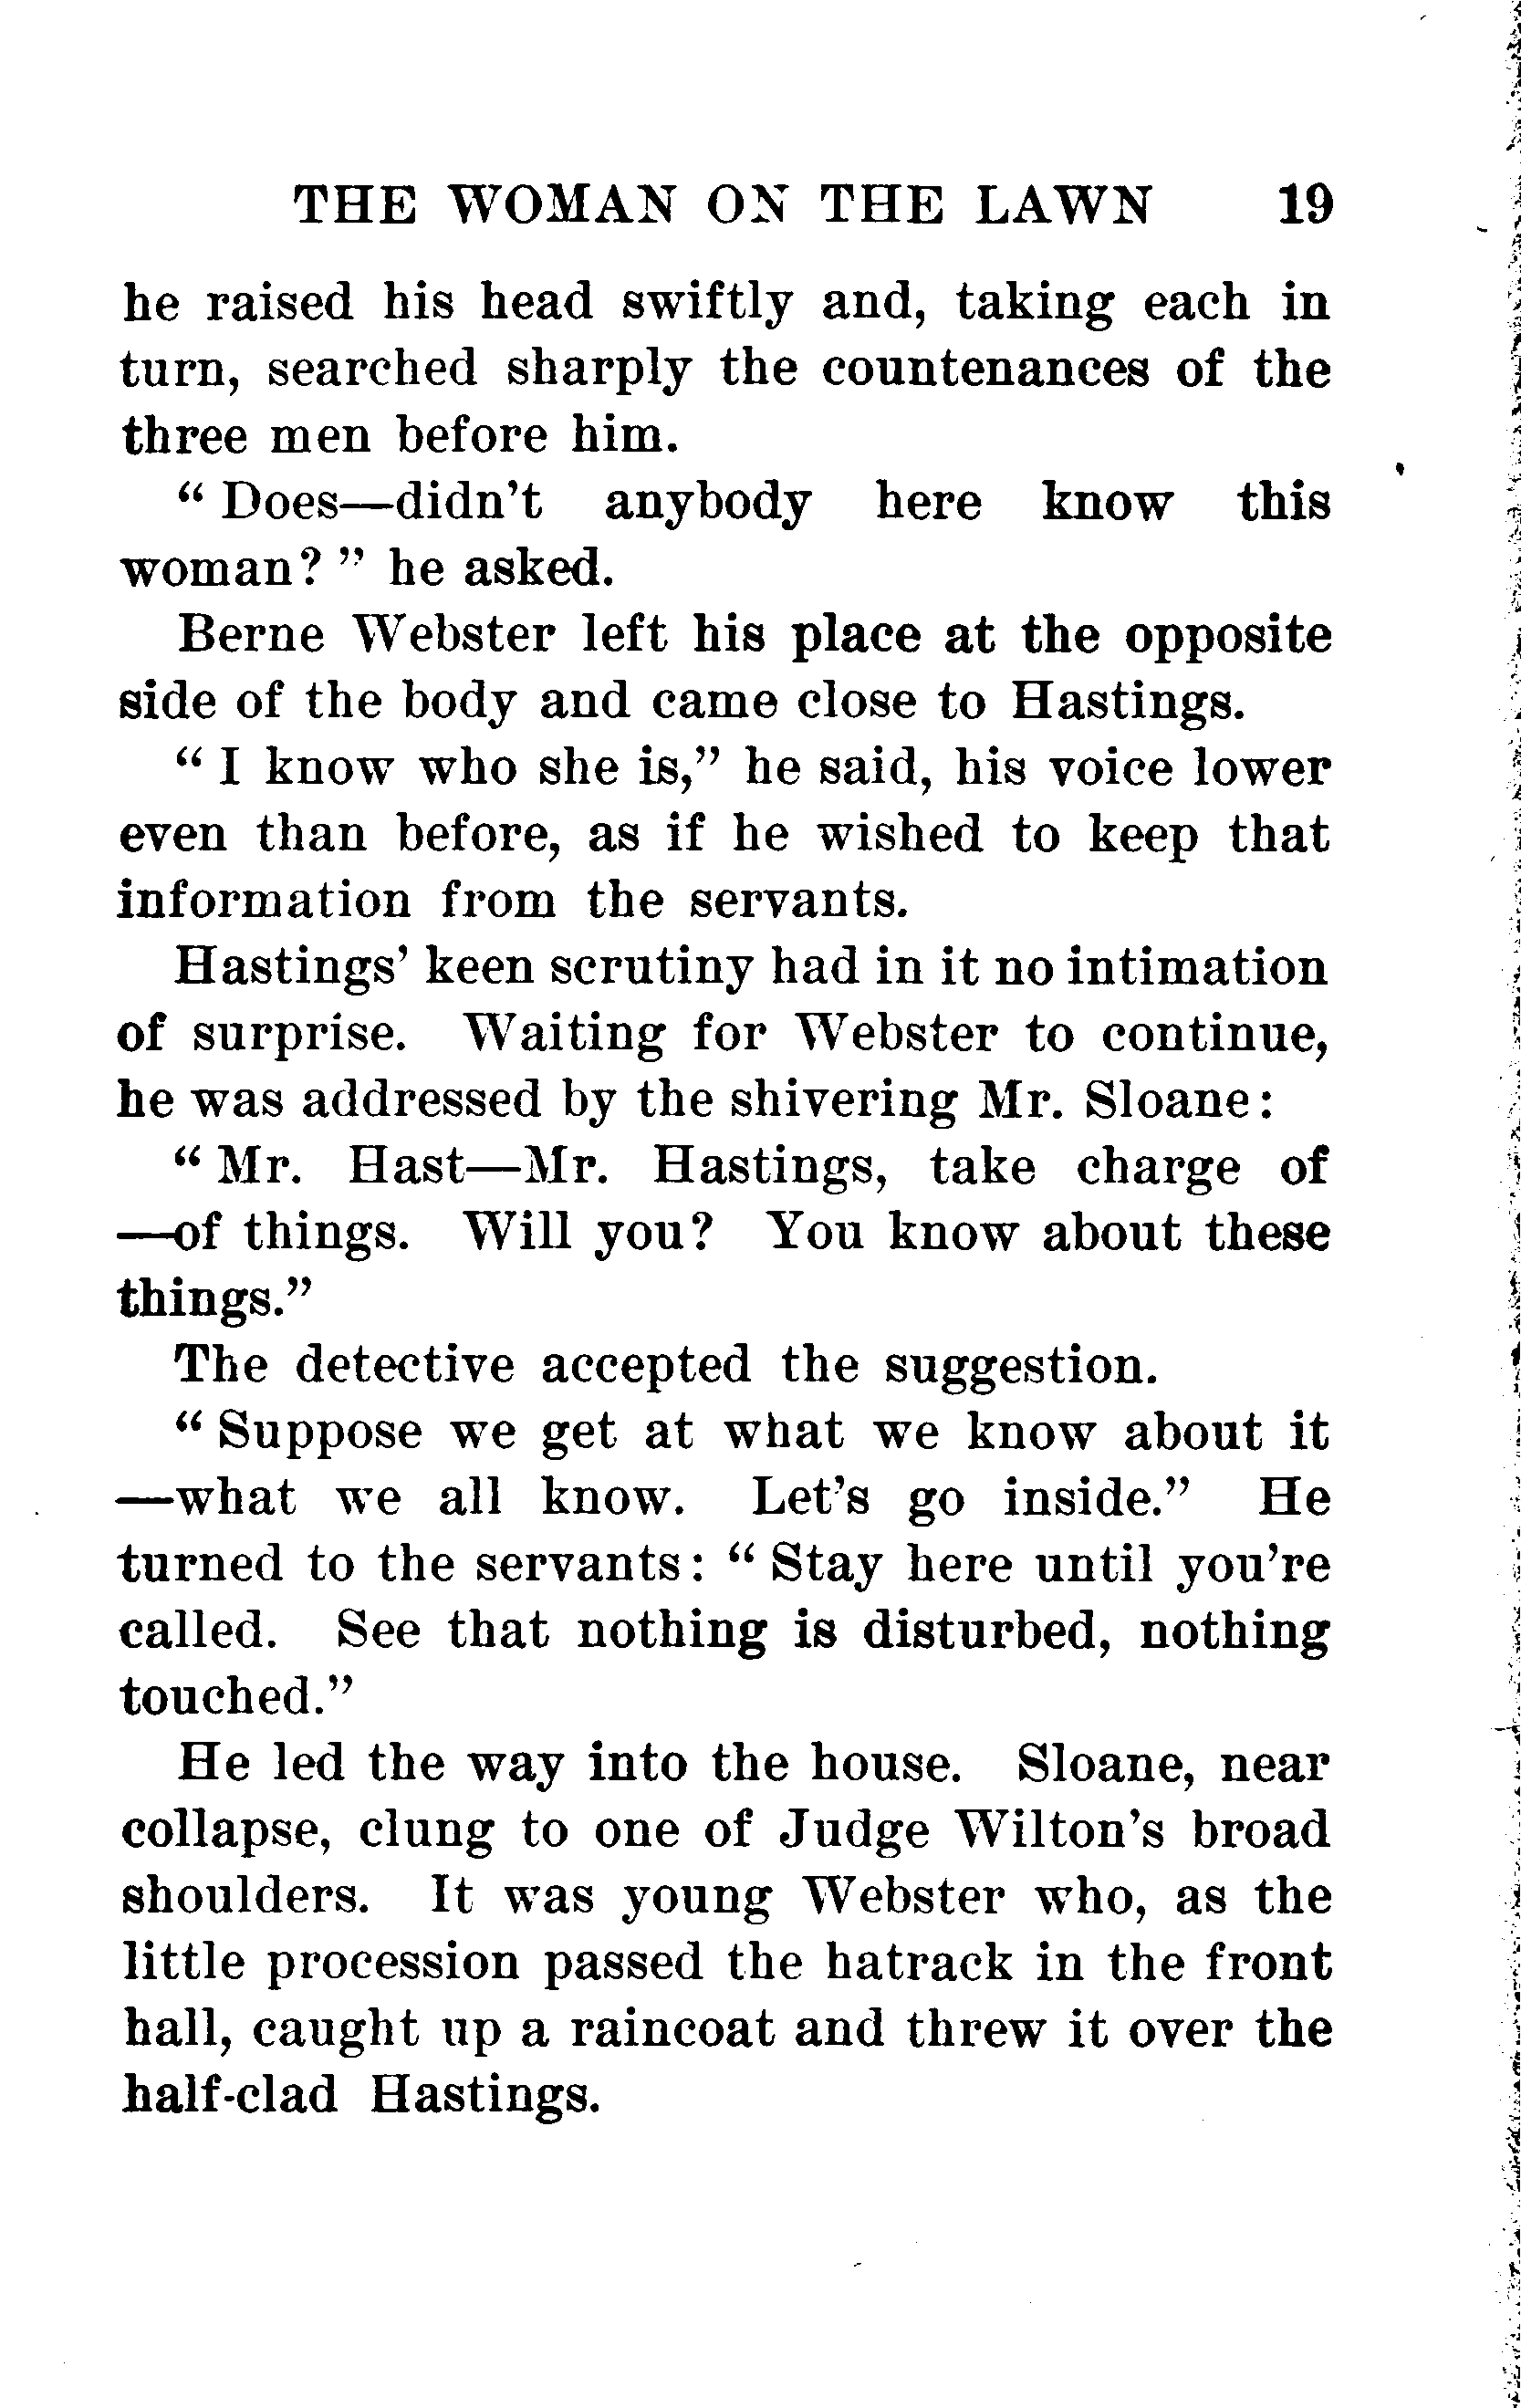 THE WOMAN ON THE LAWN 19
he raised his head swiftly and, taking each in
turn, searched sharply the countenances of the
three men before him.
“ Does—didn’t anybody here know this
woman? ” he asked.
Berne Webster left his place at the opposite
side of the body and came close to Hastings.
“ I know who she is,” he said, his voice lower
even than before, as if he wished to keep that
information from the servants.
Hastings’ keen scrutiny had in it no intimation
of surprise. Waiting for Webster to continue,
he was addressed by the shivering Mr. Sloane:
“ Mr. Hast—Mr. Hastings, take charge of
—of things. Will you? You know about these
things.”
The detective accepted the suggestion.
“ Suppose we get at what we know about it
—what we all know. Let’s go inside.” He
turned to the servants: “ Stay here until you’re
called. See that nothing is disturbed, nothing
touched.”
He led the way into the house. Sloane, near
collapse, clung to one of Judge Wilton’s broad
shoulders. It was young Webster who, as the
little procession passed the hatrack in the front
hall, caught up a raincoat and threw it over the
half-clad Hastings.